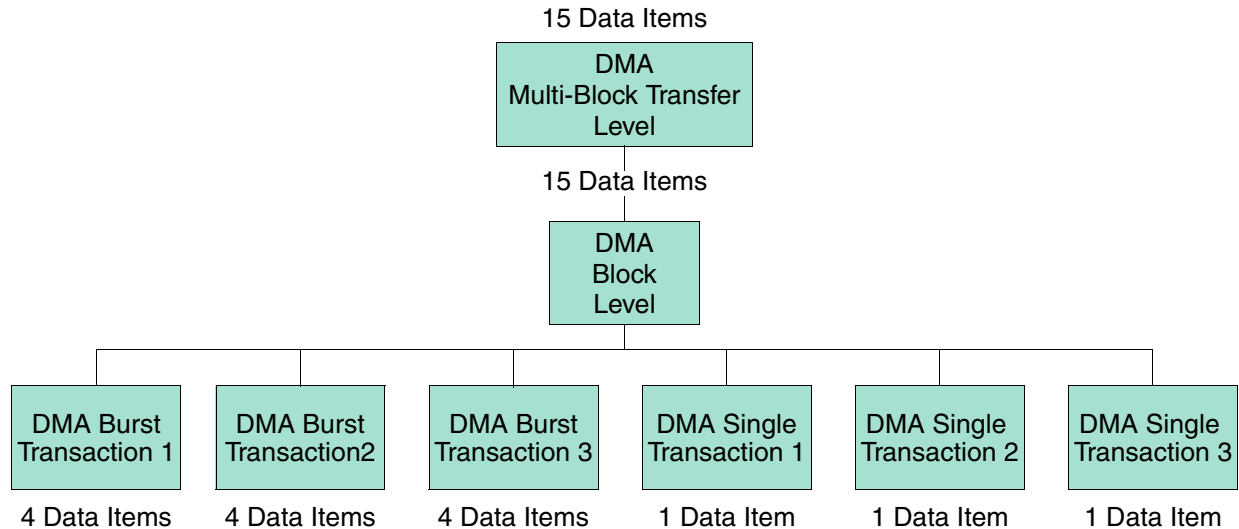 15 Data Items
DMA
Multi-Block Transfer
Level
15 Data Items
DMA
Block
Level
DMA Burst
Transaction 1
DMA Burst
Transaction2
DMA Burst
Transaction 3
DMA Single
Transaction 1
DMA Single
Transaction 2
DMA Single
Transaction 3
4 Data Items
4 Data Items
4 Data Items
1 Data Item
1 Data Item
1 Data Item